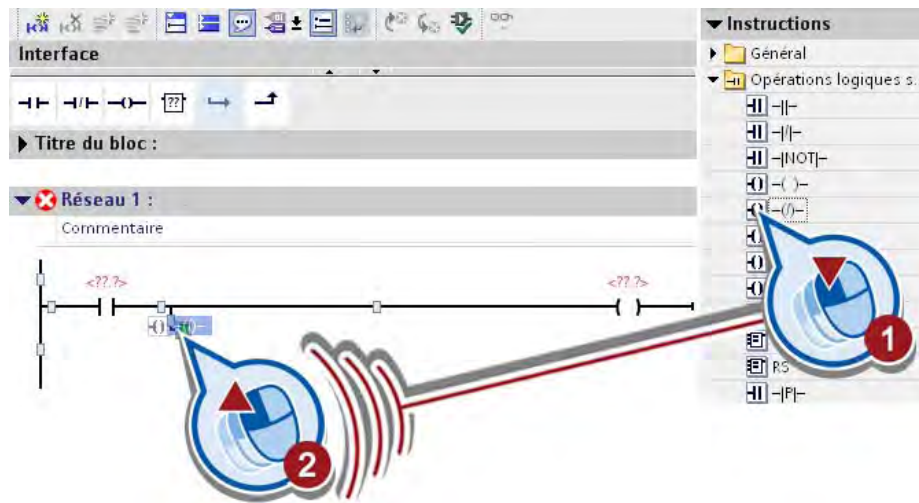 Interface
??
Titre du bloc :
Réseau 1 :
Commentaire
<??.?>
<??.?>
2
Instructions
Général
Opérations logiques s
-||-
-|/|-
-|NOT|-
-( )-
-(/)-
1
RS
-|P|-